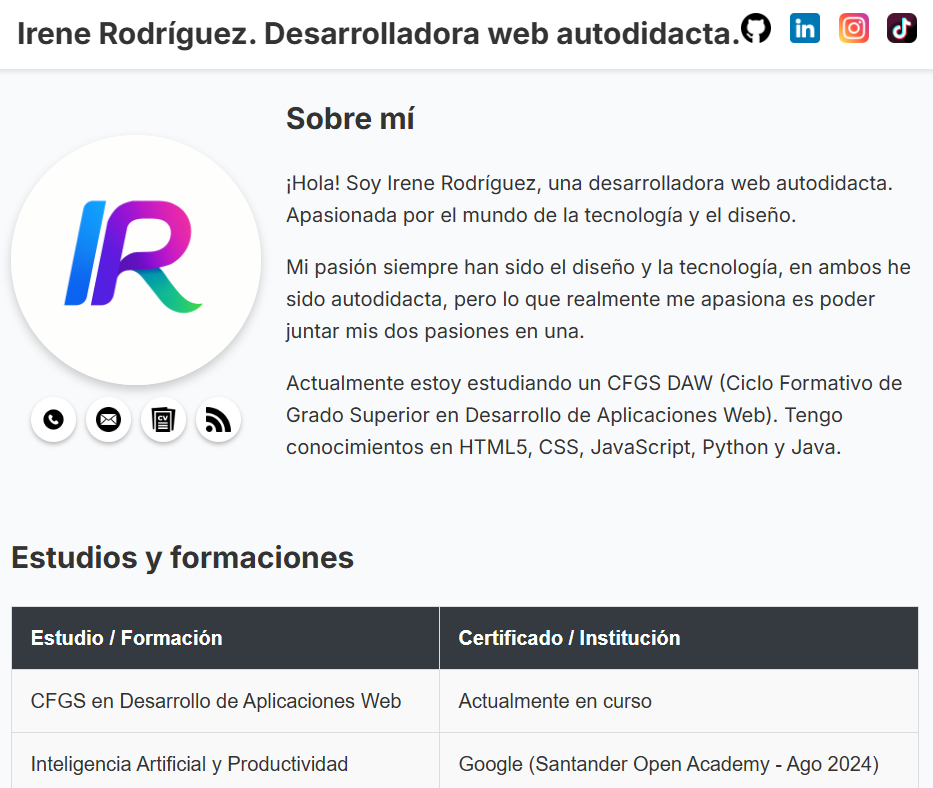 Irene Rodríguez. Desarrolladora web autodidacta.
in
Sobre mí
¡Hola! Soy Irene Rodríguez, una desarrolladora web autodidacta.
Apasionada por el mundo de la tecnología y el diseño.
Mi pasión siempre han sido el diseño y la tecnología, en ambos he
sido autodidacta, pero lo que realmente me apasiona es poder
juntar mis dos pasiones en una.
Actualmente estoy estudiando un CFGS DAW (Ciclo Formativo de
Grado Superior en Desarrollo de Aplicaciones Web). Tengo
conocimientos en HTML5, CSS, JavaScript, Python y Java.
IR
CV
Estudios y formaciones
Estudio / Formación Certificado / Institución
CFGS en Desarrollo de Aplicaciones Web Actualmente en curso
Inteligencia Artificial y Productividad Google (Santander Open Academy - Ago 2024)